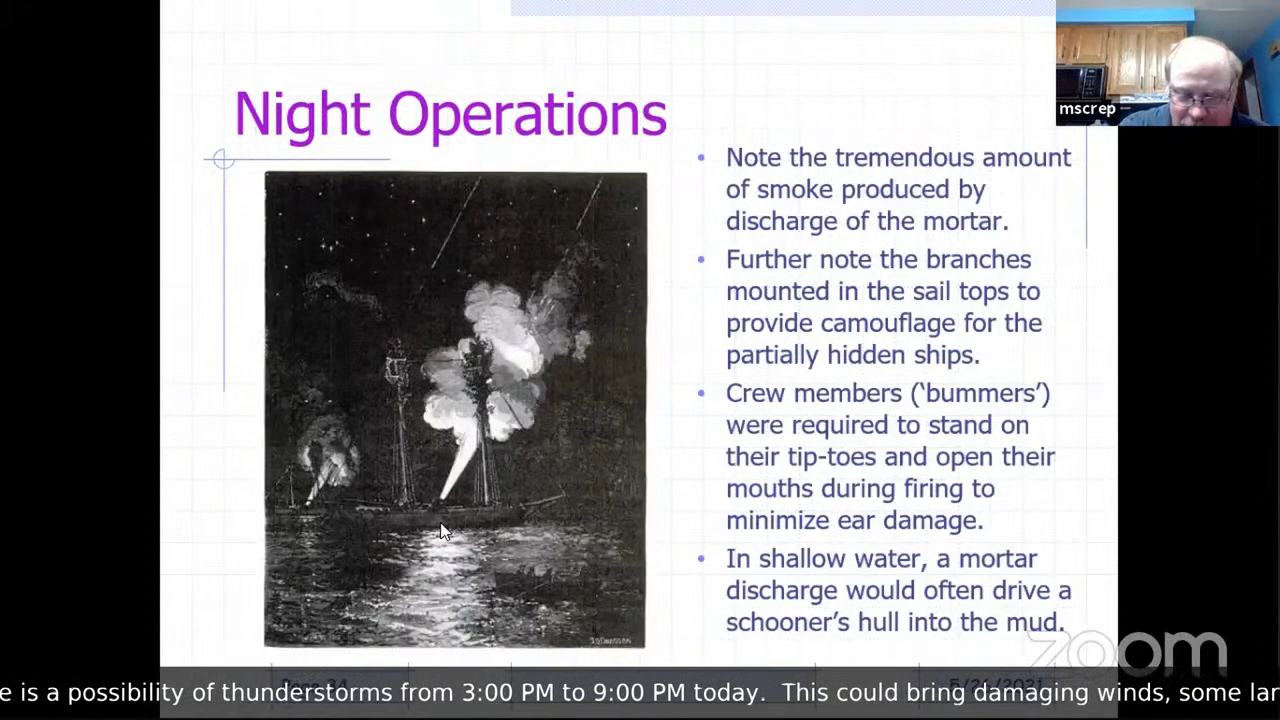 Night Operations
mscrep
• Note the tremendous amount
of smoke produced by
discharge of the mortar.
• Further note the branches
mounted in the sail tops to
provide camouflage for the
partially hidden ships.
• Crew members (‘bummers’)
were required to stand on
their tip-toes and open their
mouths during firing to
minimize ear damage.
• In shallow water, a mortar
discharge would often drive a
schooner’s hull into the mud.
zoom
e is a possibility of thunderstorms from 3:00 PM to 9:00 PM today.  This could bring damaging winds, some lar